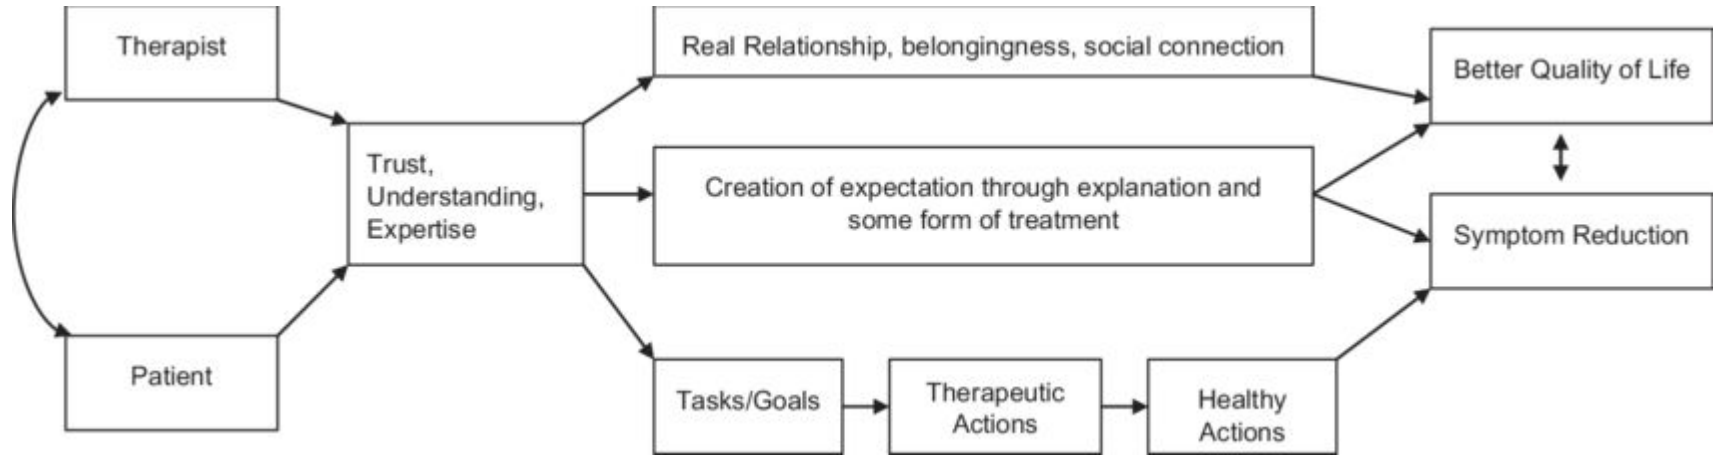 Therapist
Real Relationship, belongingness, social connection
Better Quality of Life
Trust,
Understanding,
Expertise
Creation of expectation through explanation and
some form of treatment
Symptom Reduction
Patient
Tasks/Goals
Therapeutic
Actions
Healthy
Actions